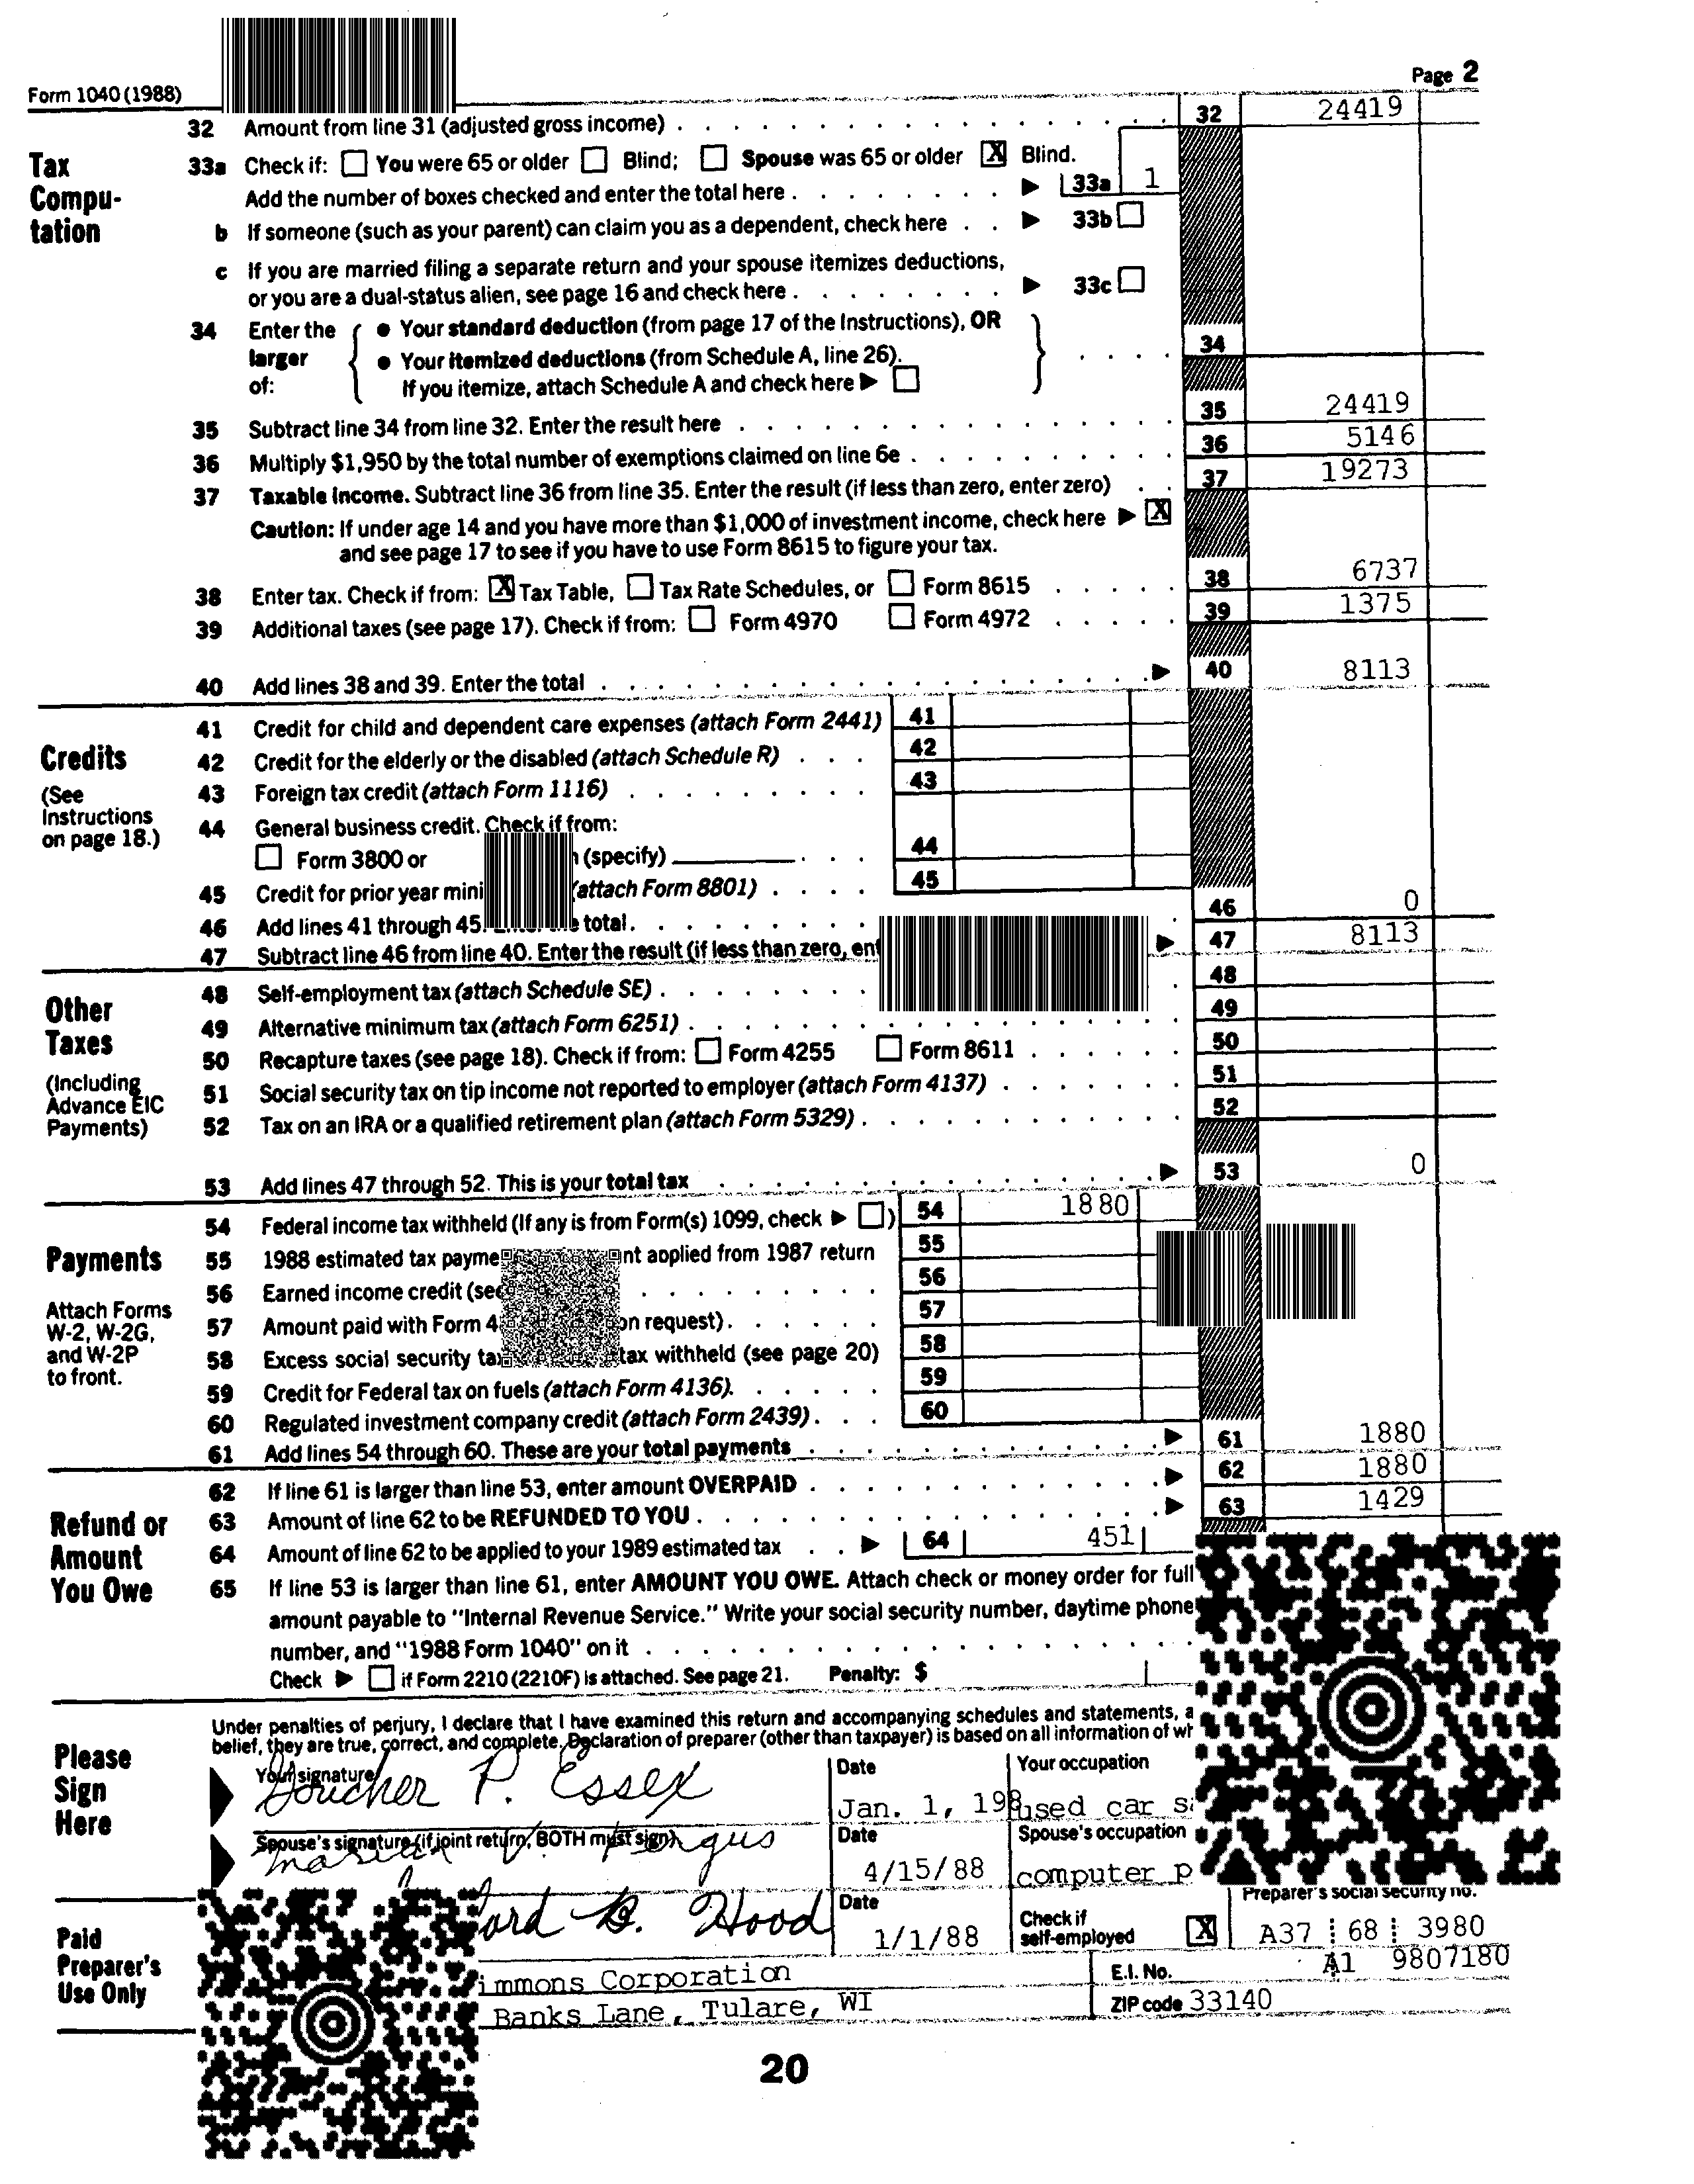 Form 1040 (1988)
Page 2
32 Amount from line 31 (adjusted gross income) 32 24419
Tax Compu-tation
33a Check if: You were 65 or older Blind; Spouse was 65 or older X Blind.
Add the number of boxes checked and enter the total here 33a 1
b If someone (such as your parent) can claim you as a dependent, check here 33b
c If you are married filing a separate return and your spouse itemizes deductions,
or you are a dual-status alien, see page 16 and check here 33c
34 Enter the larger of:
• Your standard deduction (from page 17 of the Instructions), OR
• Your itemized deductions (from Schedule A, line 26).
If you itemize, attach Schedule A and check here
34
35 Subtract line 34 from line 32. Enter the result here 35 24419
36 Multiply $1,950 by the total number of exemptions claimed on line 6e 36 5146
37 Taxable income. Subtract line 36 from line 35. Enter the result (if less than zero, enter zero) 37 19273
Caution: If under age 14 and you have more than $1,000 of investment income, check here X
and see page 17 to see if you have to use Form 8615 to figure your tax.
38 Enter tax. Check if from: X Tax Table, Tax Rate Schedules, or Form 8615 38 6737
39 Additional taxes (see page 17). Check if from: Form 4970 Form 4972 39 1375
40 Add lines 38 and 39. Enter the total 40 8113
Credits
(See Instructions on page 18.)
41 Credit for child and dependent care expenses (attach Form 2441) 41
42 Credit for the elderly or the disabled (attach Schedule R) 42
43 Foreign tax credit (attach Form 1116) 43
44 General business credit. Check if from:
Form 3800 or (specify) 44
45 Credit for prior year mini (attach Form 8801) 45
46 Add lines 41 through 45. total. 46 0
47 Subtract line 46 from line 40. Enter the result (if less than zero, 47 8113
Other Taxes
(Including Advance EIC Payments)
48 Self-employment tax (attach Schedule SE) 48
49 Alternative minimum tax (attach Form 6251) 49
50 Recapture taxes (see page 18). Check if from: Form 4255 Form 8611 50
51 Social security tax on tip income not reported to employer (attach Form 4137) 51
52 Tax on an IRA or a qualified retirement plan (attach Form 5329) 52
53 Add lines 47 through 52. This is your total tax 53 0
Payments
Attach Forms W-2, W-2G, and W-2P to front.
54 Federal income tax withheld (If any is from Form(s) 1099, check ) 54 1880
55 1988 estimated tax payme nt applied from 1987 return 55
56 Earned income credit 56
57 Amount paid with Form 4 on request) 57
58 Excess social security tax tax withheld (see page 20) 58
59 Credit for Federal tax on fuels (attach Form 4136). 59
60 Regulated investment company credit (attach Form 2439) 60
61 Add lines 54 through 60. These are your total payments 61 1880
Refund or Amount You Owe
62 If line 61 is larger than line 53, enter amount OVERPAID 62 1880
63 Amount of line 62 to be REFUNDED TO YOU 63 1429
64 Amount of line 62 to be applied to your 1989 estimated tax 64 451
65 If line 53 is larger than line 61, enter AMOUNT YOU OWE. Attach check or money order for full
amount payable to "Internal Revenue Service." Write your social security number, daytime phone
number, and "1988 Form 1040" on it
Check if Form 2210 (2210F) is attached. See page 21. Penalty: $
Please Sign Here
Under penalties of perjury, I declare that I have examined this return and accompanying schedules and statements,
belief, they are true, correct, and complete. Declaration of preparer (other than taxpayer) is based on all information of
Your signature Date Your occupation
Goucher P. Essex Jan. 1, 198 used car
Spouse's signature (if joint return, BOTH must sign) Date Spouse's occupation
Marian V. Fergus 4/15/88 computer p
Paid Preparer's Use Only
ord B. Hood
Date 1/1/88
Check if self-employed X
Preparer's social security no.
A37 68 3980
immons Corporation E.I. No. A1 9807180
Banks Lane, Tulare, WI ZIP code 33140
20